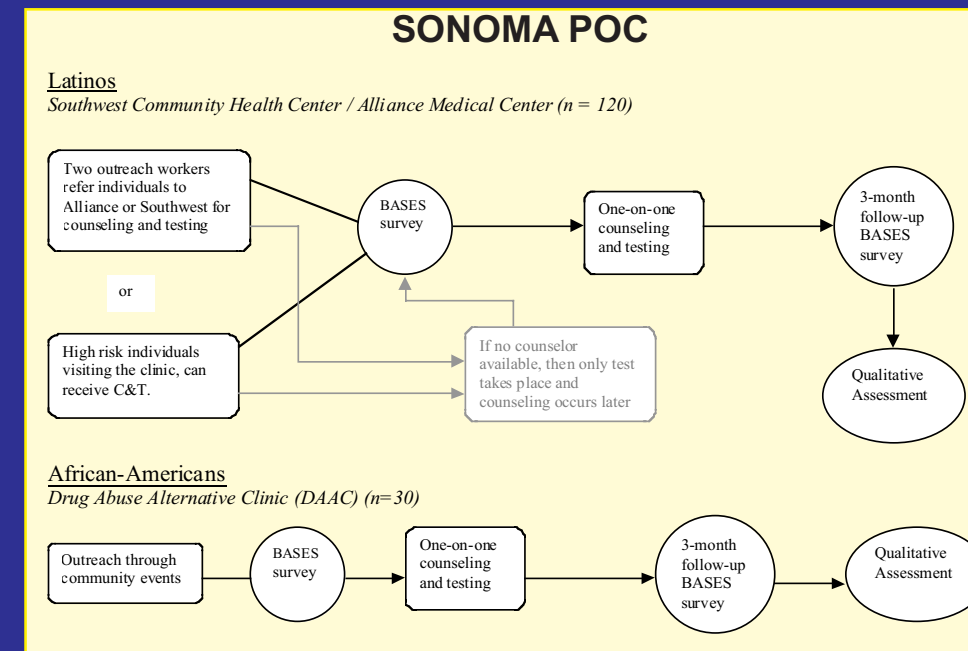 SONOMA POC
Latinos
Southwest Community Health Center / Alliance Medical Center (n = 120)
Two outreach workers
refer individuals to
Alliance or Southwest for
counseling and testing
or
High risk individuals
visiting the clinic, can
receive C&T.
BASES
survey
One-on-one
counseling
and testing
3-month
follow-up
BASES
survey
If no counselor
available, then only test
takes place and
counseling occurs later
Qualitative
Assessment
African-Americans
Drug Abuse Alternative Clinic (DAAC) (n=30)
Outreach through
community events
BASES
survey
One-on-one
counseling
and testing
3-month
follow-up
BASES
survey
Qualitative
Assessment